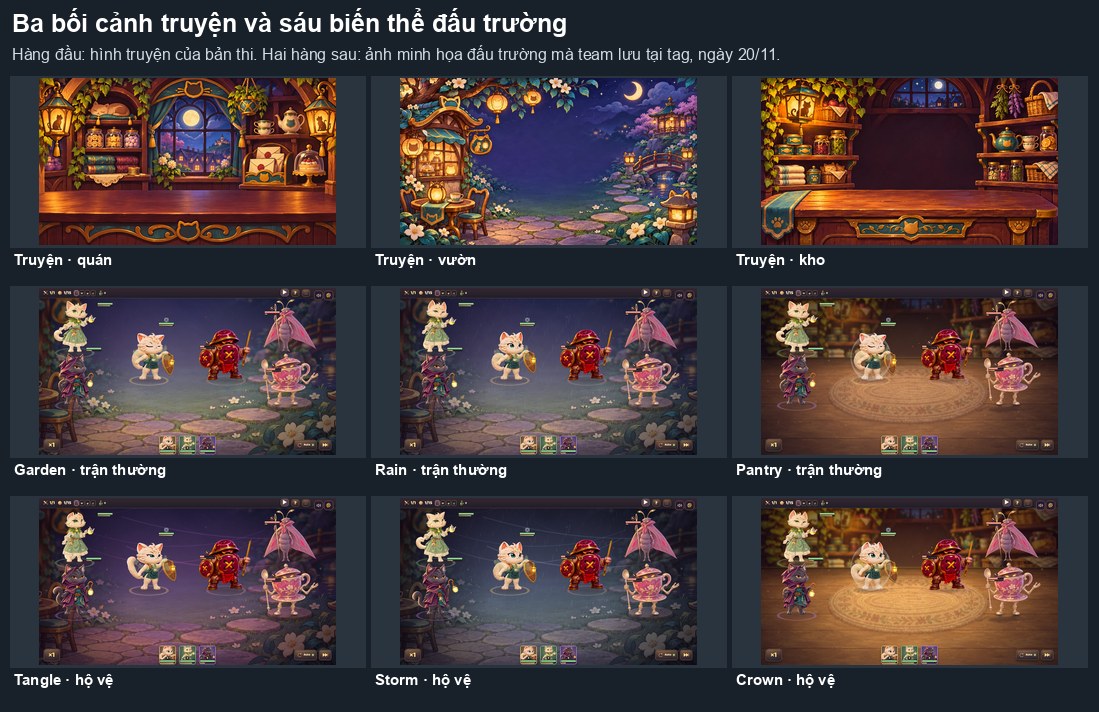 Ba bối cảnh truyện và sáu biến thể đấu trường
Hàng đầu: hình truyện của bản thi. Hai hàng sau: ảnh minh họa đấu trường mà team lưu tại tag, ngày 20/11.
Truyện · quán
Truyện · vườn
Truyện · kho
Garden · trận thường
Rain · trận thường
Pantry · trận thường
Tangle · hộ vệ
Storm · hộ vệ
Crown · hộ vệ